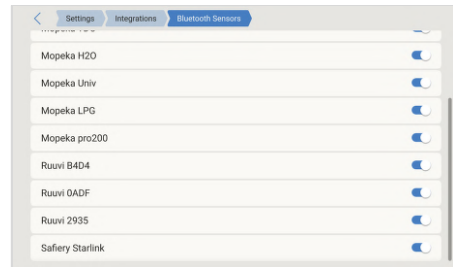 Settings
Integrations
Bluetooth Sensors
Mopeka H2O
Mopeka Univ
Mopeka LPG
Mopeka pro200
Ruuvi B4D4
Ruuvi 0ADF
Ruuvi 2935
Safiery Starlink